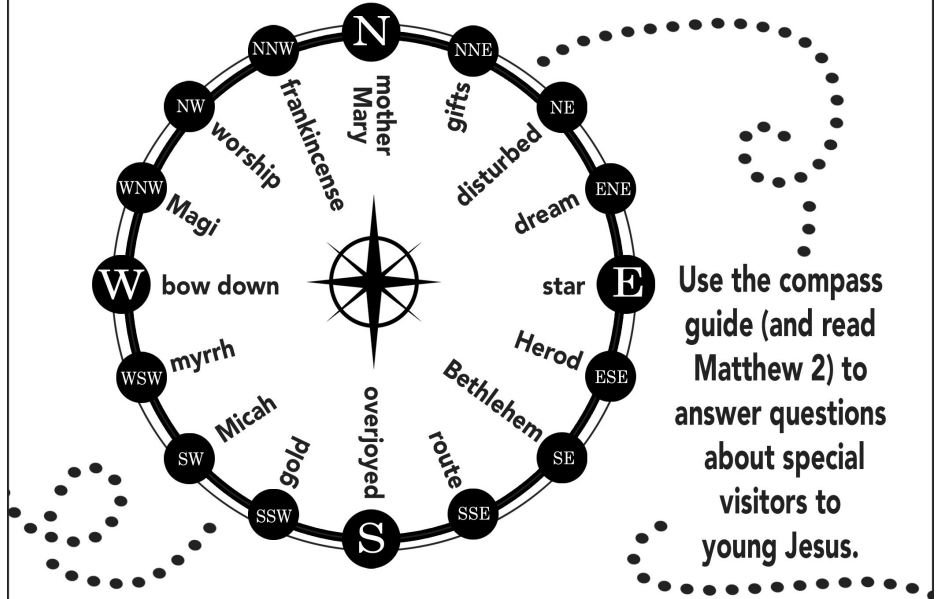 N
mother
Mary
NNE
gifts
NE
disturbed
ENE
dream
E
star
ESE
Herod
SE
Bethlehem
SSE
route
S
overjoyed
SSW
gold
SW
Micah
WSW
myrrh
W
bow down
WNW
Magi
NW
worship
NNW
frankincense
Use the compass
guide (and read
Matthew 2) to
answer questions
about special
visitors to
young Jesus.